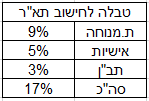 טבלה לחישוב תא"ר
ת.מנוחה 9%
אישיות 5%
תב"ן 3%
סה"כ 17%